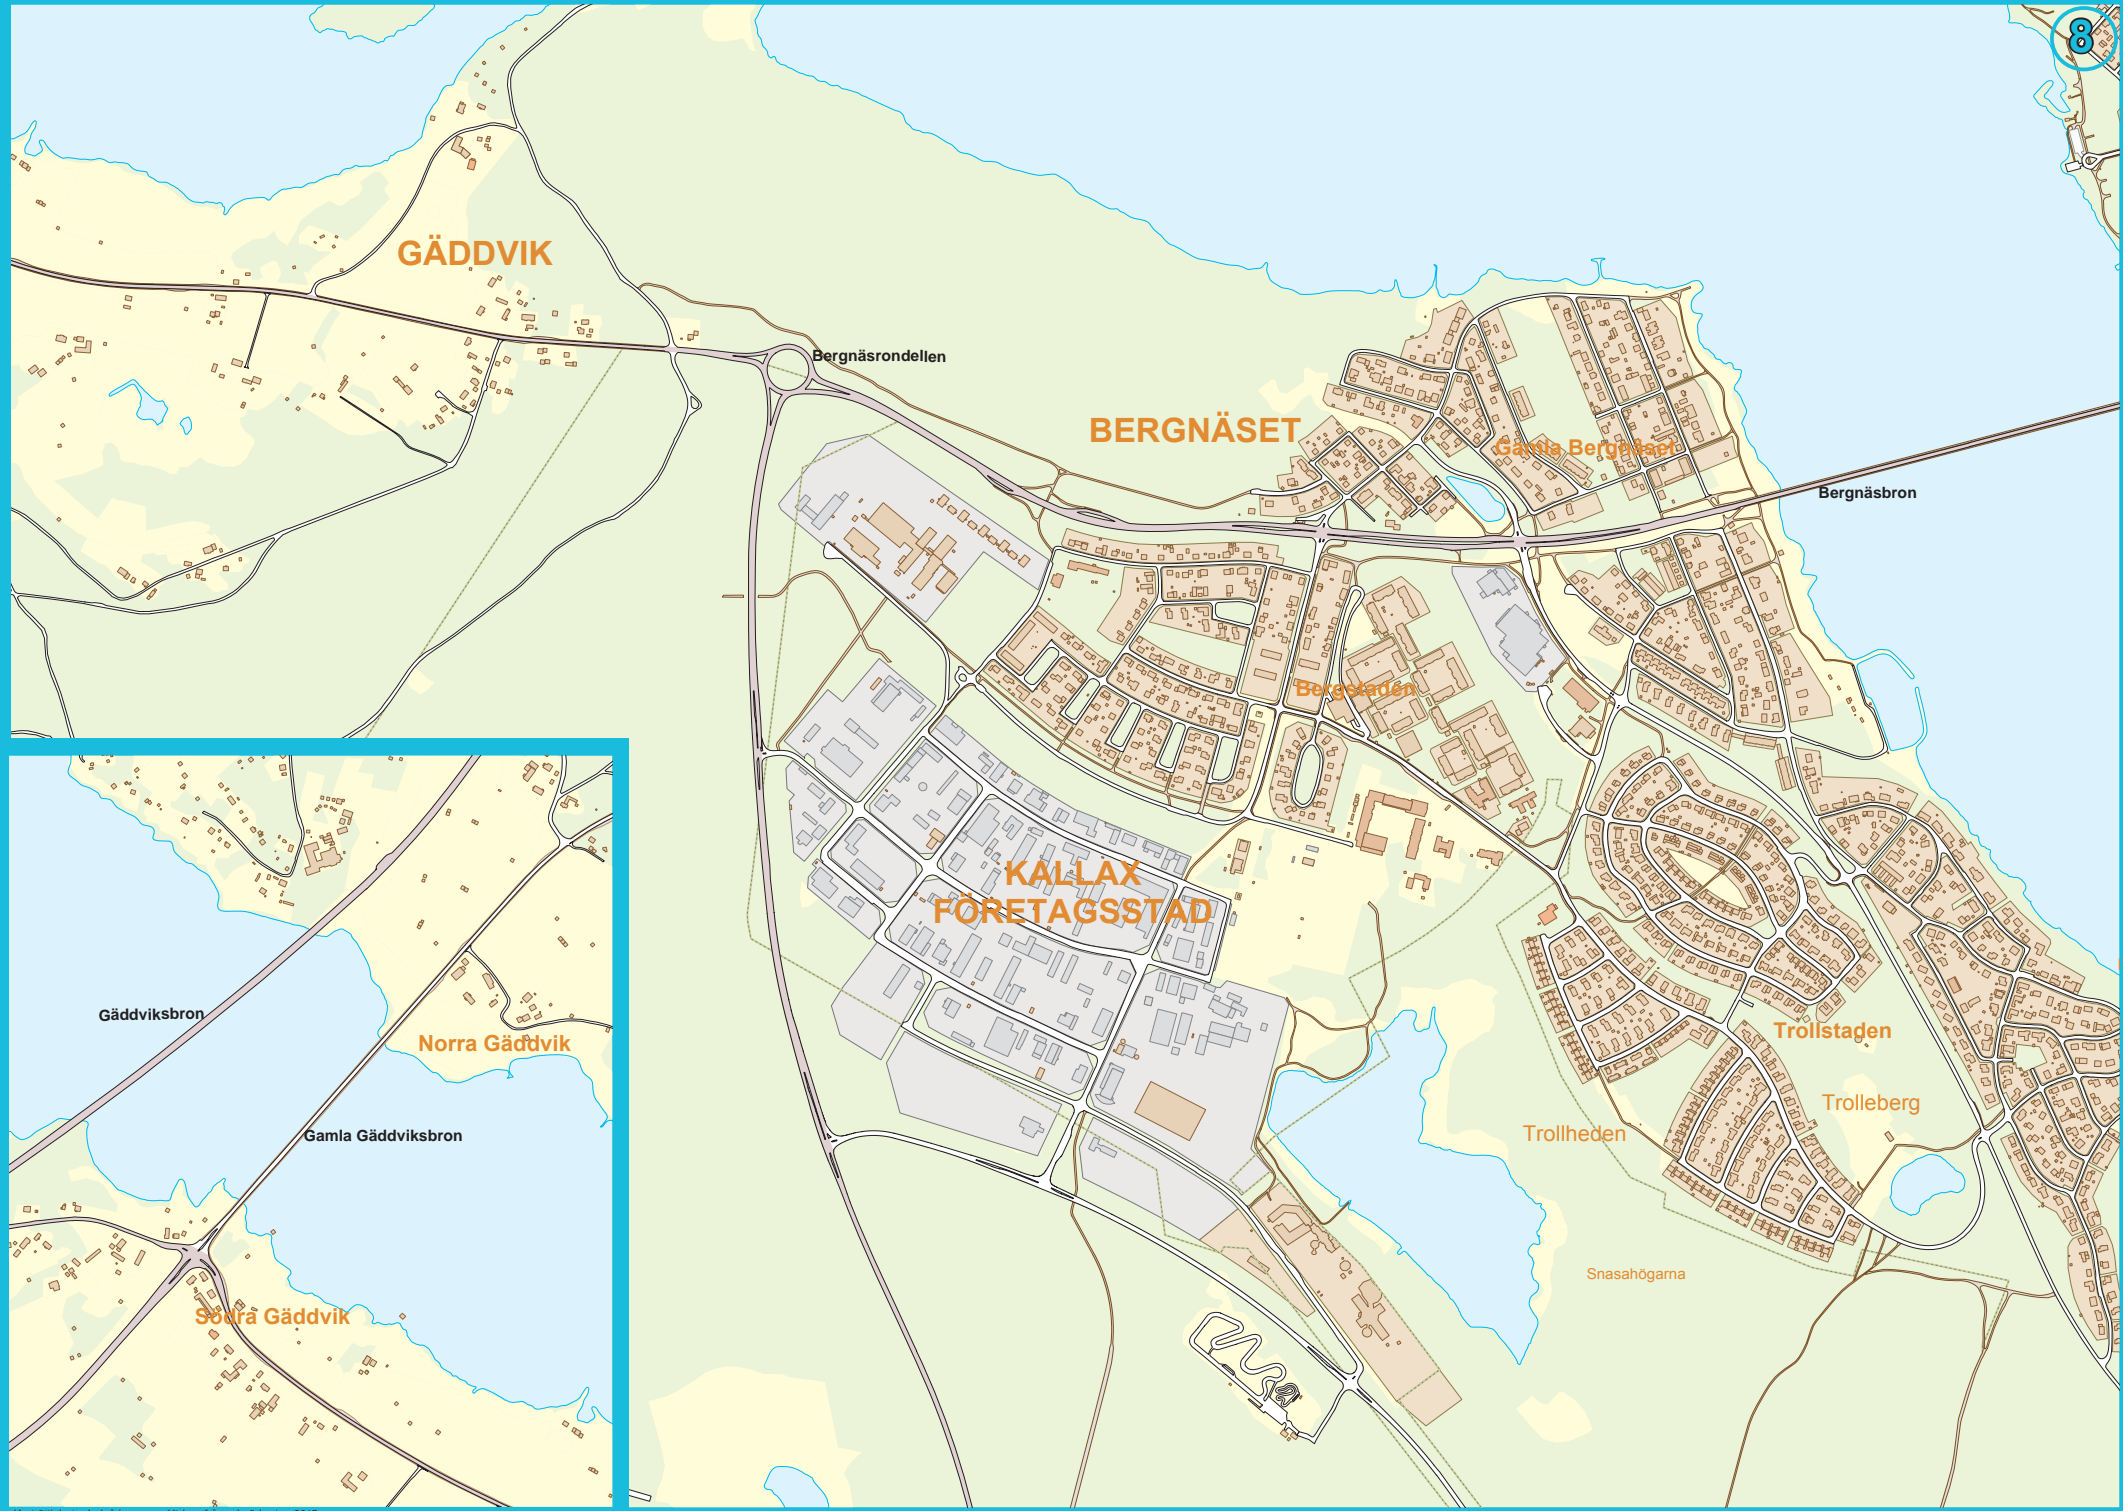 8
GÄDDVIK
Bergnäsrondellen
BERGNÄSET
Gamla Bergnäset
Bergnäsbron
Bergstaden
KALLAX
FÖRETAGSSTAD
Gäddviksbron
Norra Gäddvik
Gamla Gäddviksbron
Södra Gäddvik
Trollstaden
Trolleberg
Trollheden
Snasahögarna